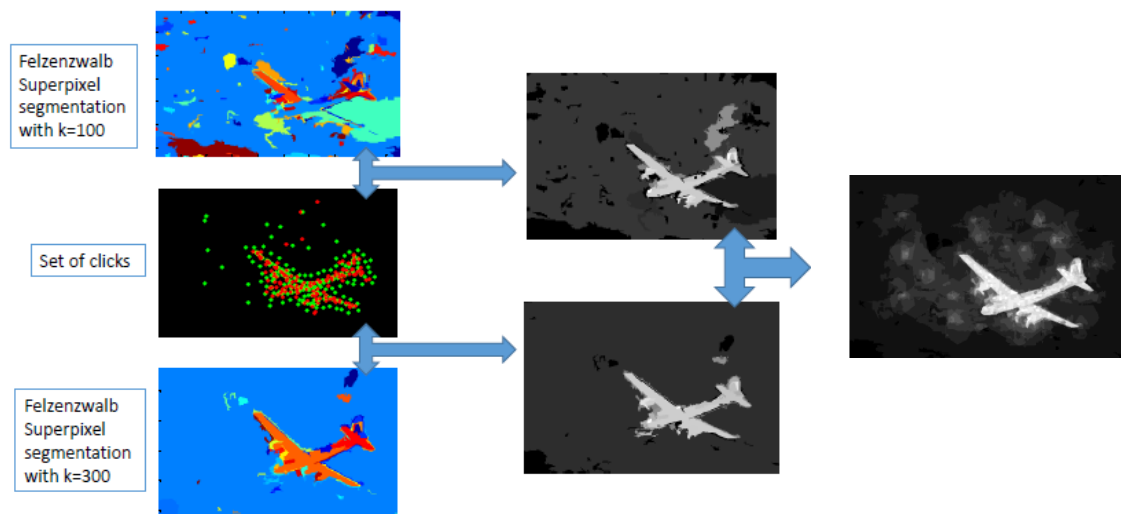 Felzenzwalb
Superpixel
segmentation
with k=100
Set of clicks
Felzenzwalb
Superpixel
segmentation
with k=300